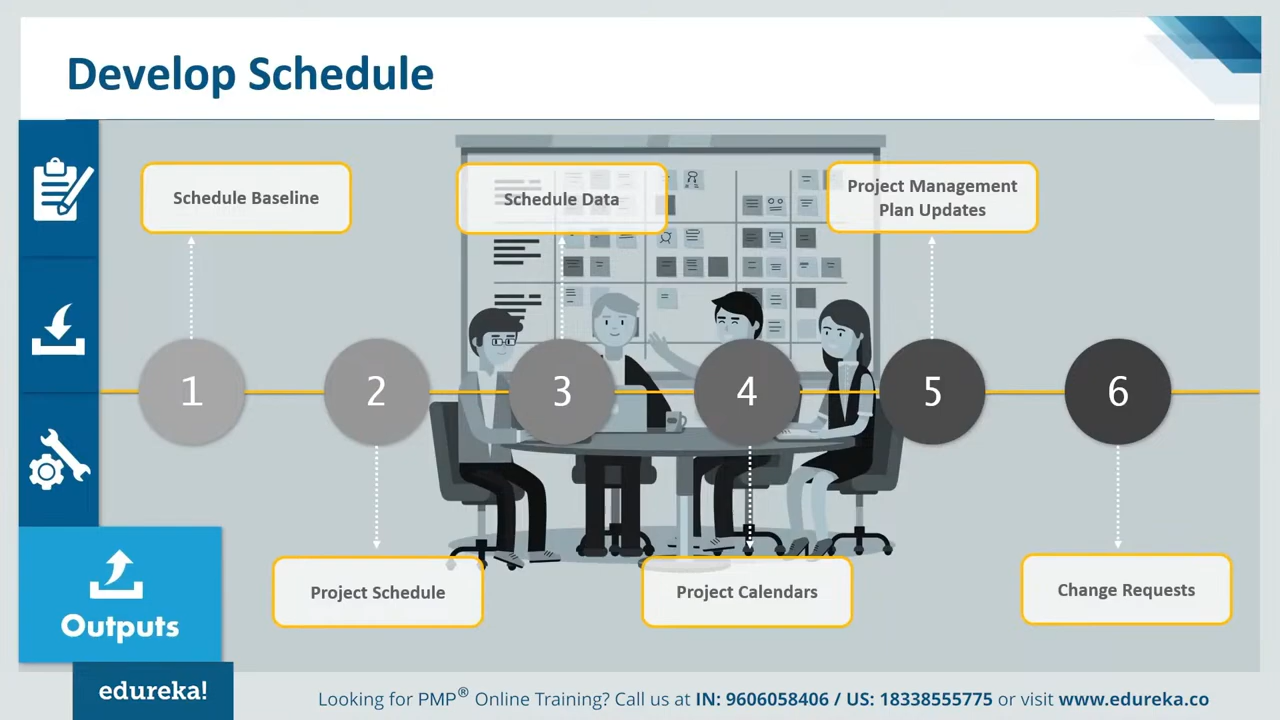 Develop Schedule
Schedule Baseline
Schedule Data
Project Management
Plan Updates
1
2
3
4
5
6
Project Schedule
Project Calendars
Change Requests
Outputs
edureka!
Looking for PMP® Online Training? Call us at IN: 9606058406 / US: 18338555775 or visit www.edureka.co